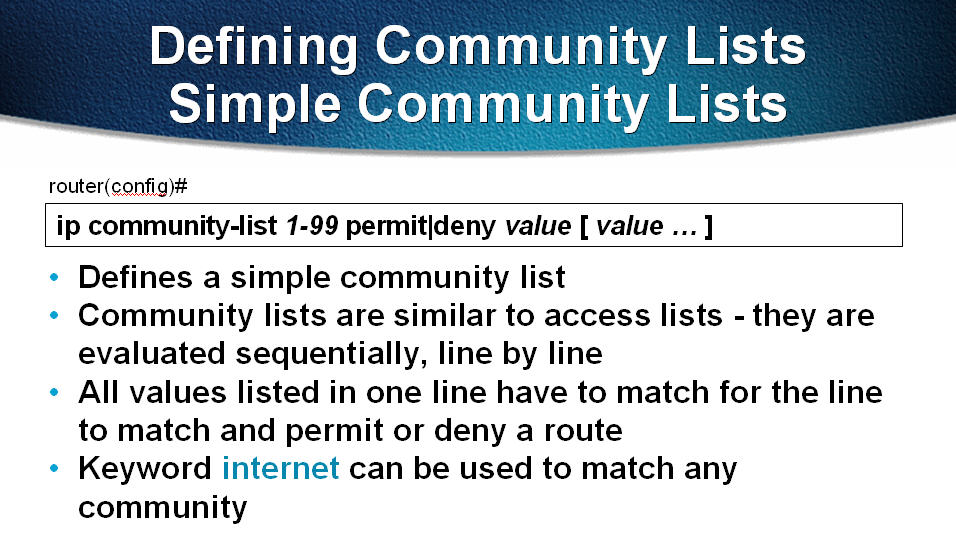 Defining Community Lists
Simple Community Lists
router(config)#
ip community-list 1-99 permit|deny value [ value … ]
• Defines a simple community list
• Community lists are similar to access lists - they are
evaluated sequentially, line by line
• All values listed in one line have to match for the line
to match and permit or deny a route
• Keyword internet can be used to match any
community